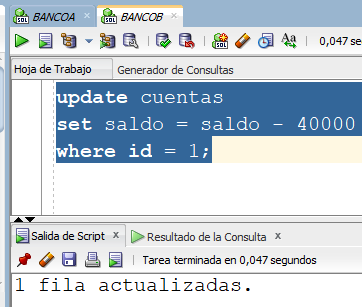 BANCOA
BANCOB
0,047 seg
Hoja de Trabajo
Generador de Consultas
update cuentas
set saldo = saldo - 40000
where id = 1;
Salida de Script
Resultado de la Consulta
Tarea terminada en 0,047 segundos
1 fila actualizadas.